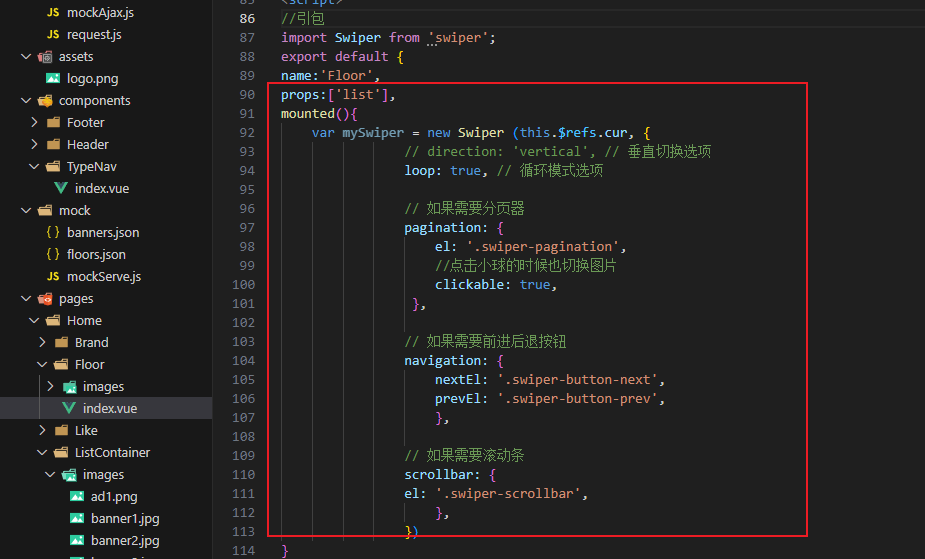 mockAjax.js
request.js
assets
logo.png
components
Footer
Header
TypeNav
index.vue
mock
banners.json
floors.json
mockServe.js
pages
Home
Brand
Floor
images
index.vue
Like
ListContainer
images
ad1.png
banner1.jpg
banner2.jpg
85 <script>
86 //引包
87 import Swiper from 'swiper';
88 export default {
89 name:'Floor',
90 props:['list'],
91 mounted(){
92 var mySwiper = new Swiper (this.$refs.cur, {
93 // direction: 'vertical', // 垂直切换选项
94 loop: true, // 循环模式选项
95
96 // 如果需要分页器
97 pagination: {
98 el: '.swiper-pagination',
99 //点击小球的时候也切换图片
100 clickable: true,
101 },
102
103 // 如果需要前进后退按钮
104 navigation: {
105 nextEl: '.swiper-button-next',
106 prevEl: '.swiper-button-prev',
107 },
108
109 // 如果需要滚动条
110 scrollbar: {
111 el: '.swiper-scrollbar',
112 },
113 })
114 }